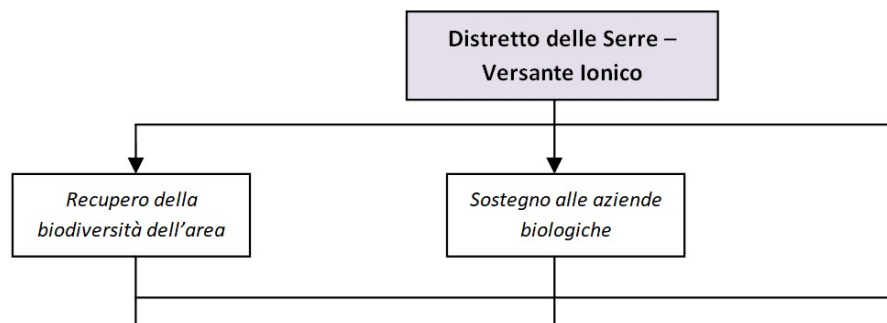 Distretto delle Serre –
Versante Ionico
Recupero della
biodiversità dell’area
Sostegno alle aziende
biologiche